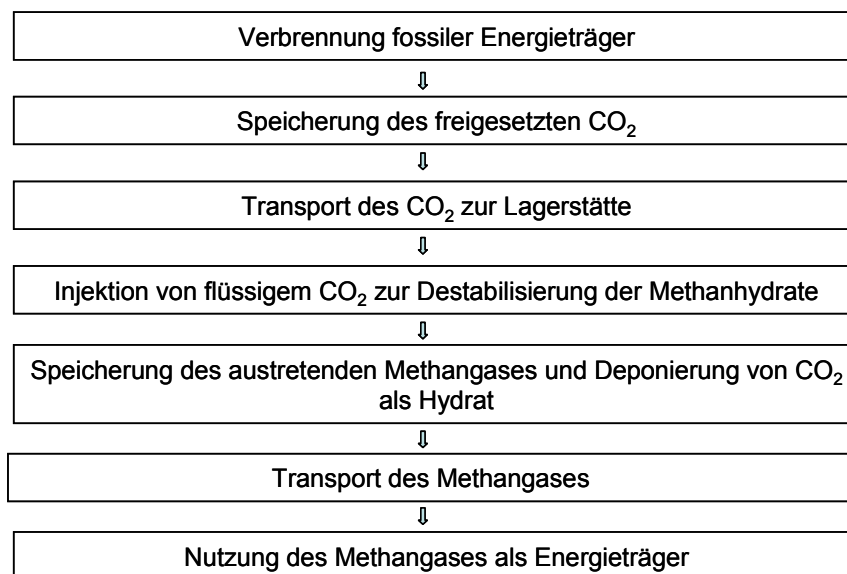 Verbrennung fossiler Energieträger
⇩
Speicherung des freigesetzten CO₂
⇩
Transport des CO₂ zur Lagerstätte
⇩
Injektion von flüssigem CO₂ zur Destabilisierung der Methanhydrate
⇩
Speicherung des austretenden Methangases und Deponierung von CO₂
als Hydrat
⇩
Transport des Methangases
⇩
Nutzung des Methangases als Energieträger